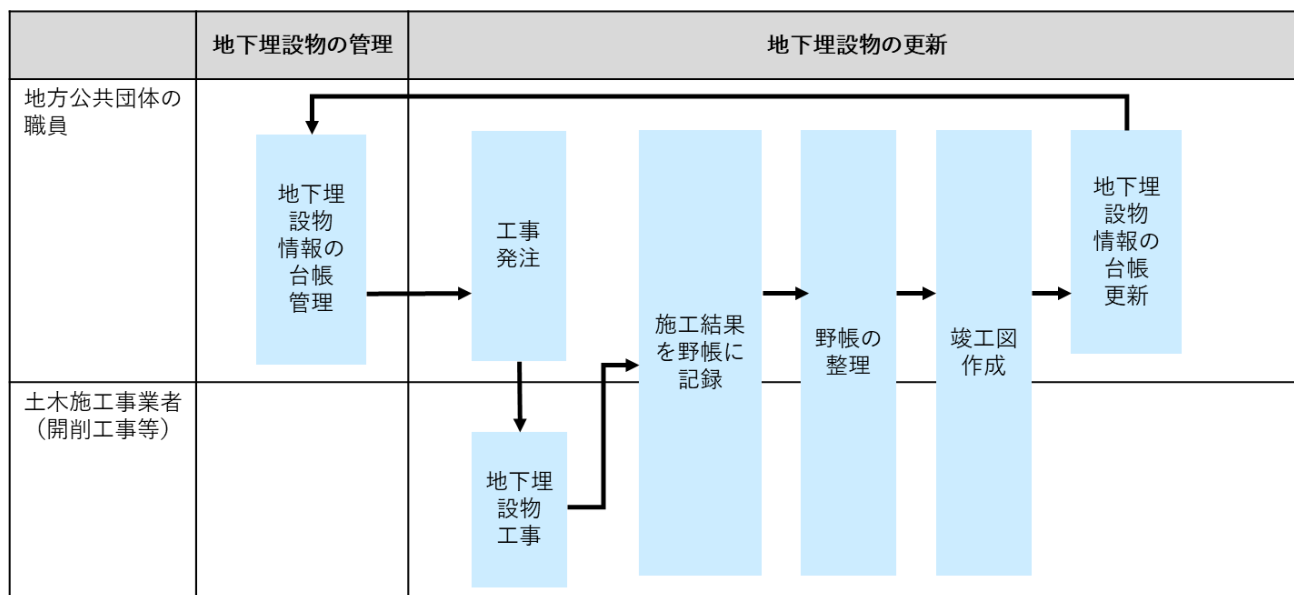 地下埋設物の管理
地下埋設物の更新
地方公共団体の
職員
地下埋
設物
情報の
台帳
管理
工事
発注
施工結果
を野帳に
記録
野帳の
整理
竣工図
作成
地下埋
設物
情報の
台帳
更新
土木施工事業者
（開削工事等）
地下埋
設物
工事